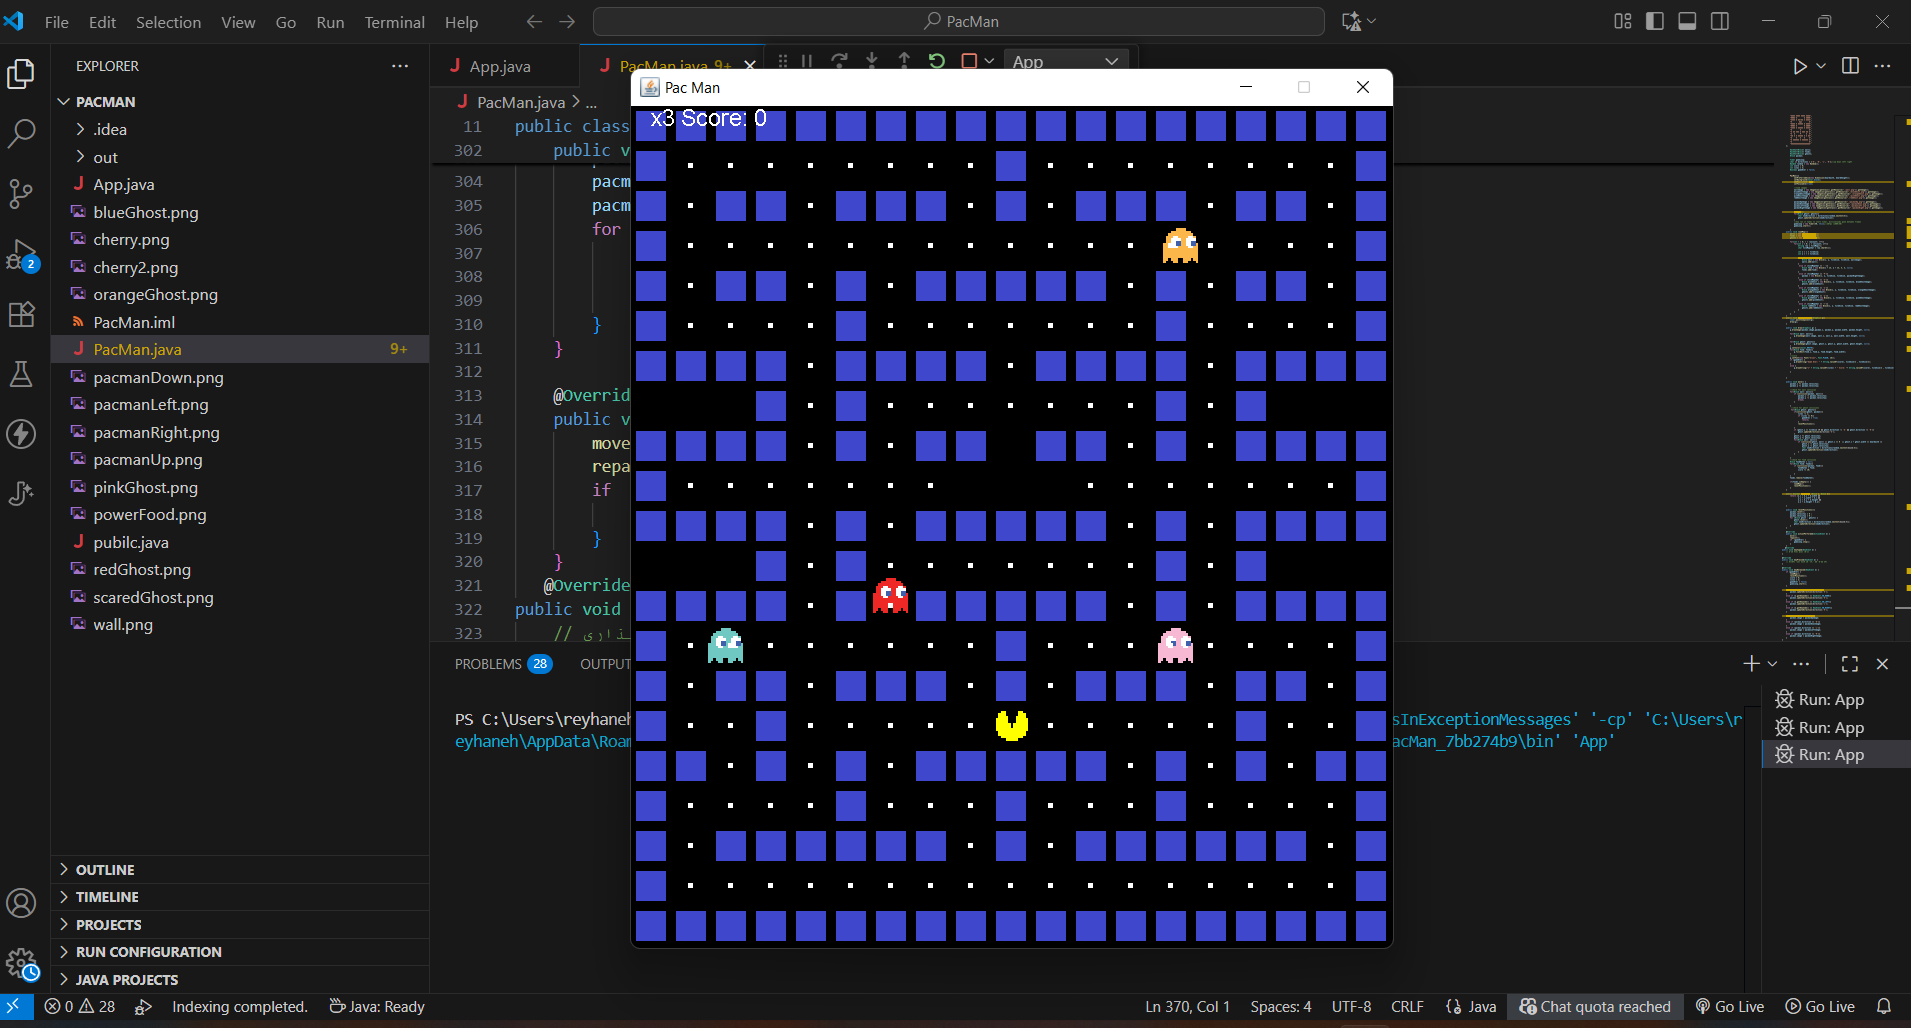 File Edit Selection View Go Run Terminal Help
PacMan
EXPLORER
PACMAN
.idea
out
App.java
blueGhost.png
cherry.png
cherry2.png
orangeGhost.png
PacMan.iml
PacMan.java 9+
pacmanDown.png
pacmanLeft.png
pacmanRight.png
pacmanUp.png
pinkGhost.png
powerFood.png
pubilc.java
redGhost.png
scaredGhost.png
wall.png
OUTLINE
TIMELINE
PROJECTS
RUN CONFIGURATION
JAVA PROJECTS
2
App.java
PacMan.java 9+
App
PacMan.java > ...
11 public class
302 public v
304 pacm
305 pacm
306 for
307
308
309
310 }
311 }
312
313 @Overrid
314 public v
315 move
316 repa
317 if
318
319 }
320 }
321 @Override
322 public void
323 //
Pac Man
x3 Score: 0
PROBLEMS 28 OUTPUT
PS C:\Users\reyhaneh
sInExceptionMessages' '-cp' 'C:\Users\r
eyhaneh\AppData\Roam
acMan_7bb274b9\bin' 'App'
Run: App
Run: App
Run: App
0 28 Indexing completed. Java: Ready
Ln 370, Col 1 Spaces: 4 UTF-8 CRLF Java Chat quota reached Go Live Go Live